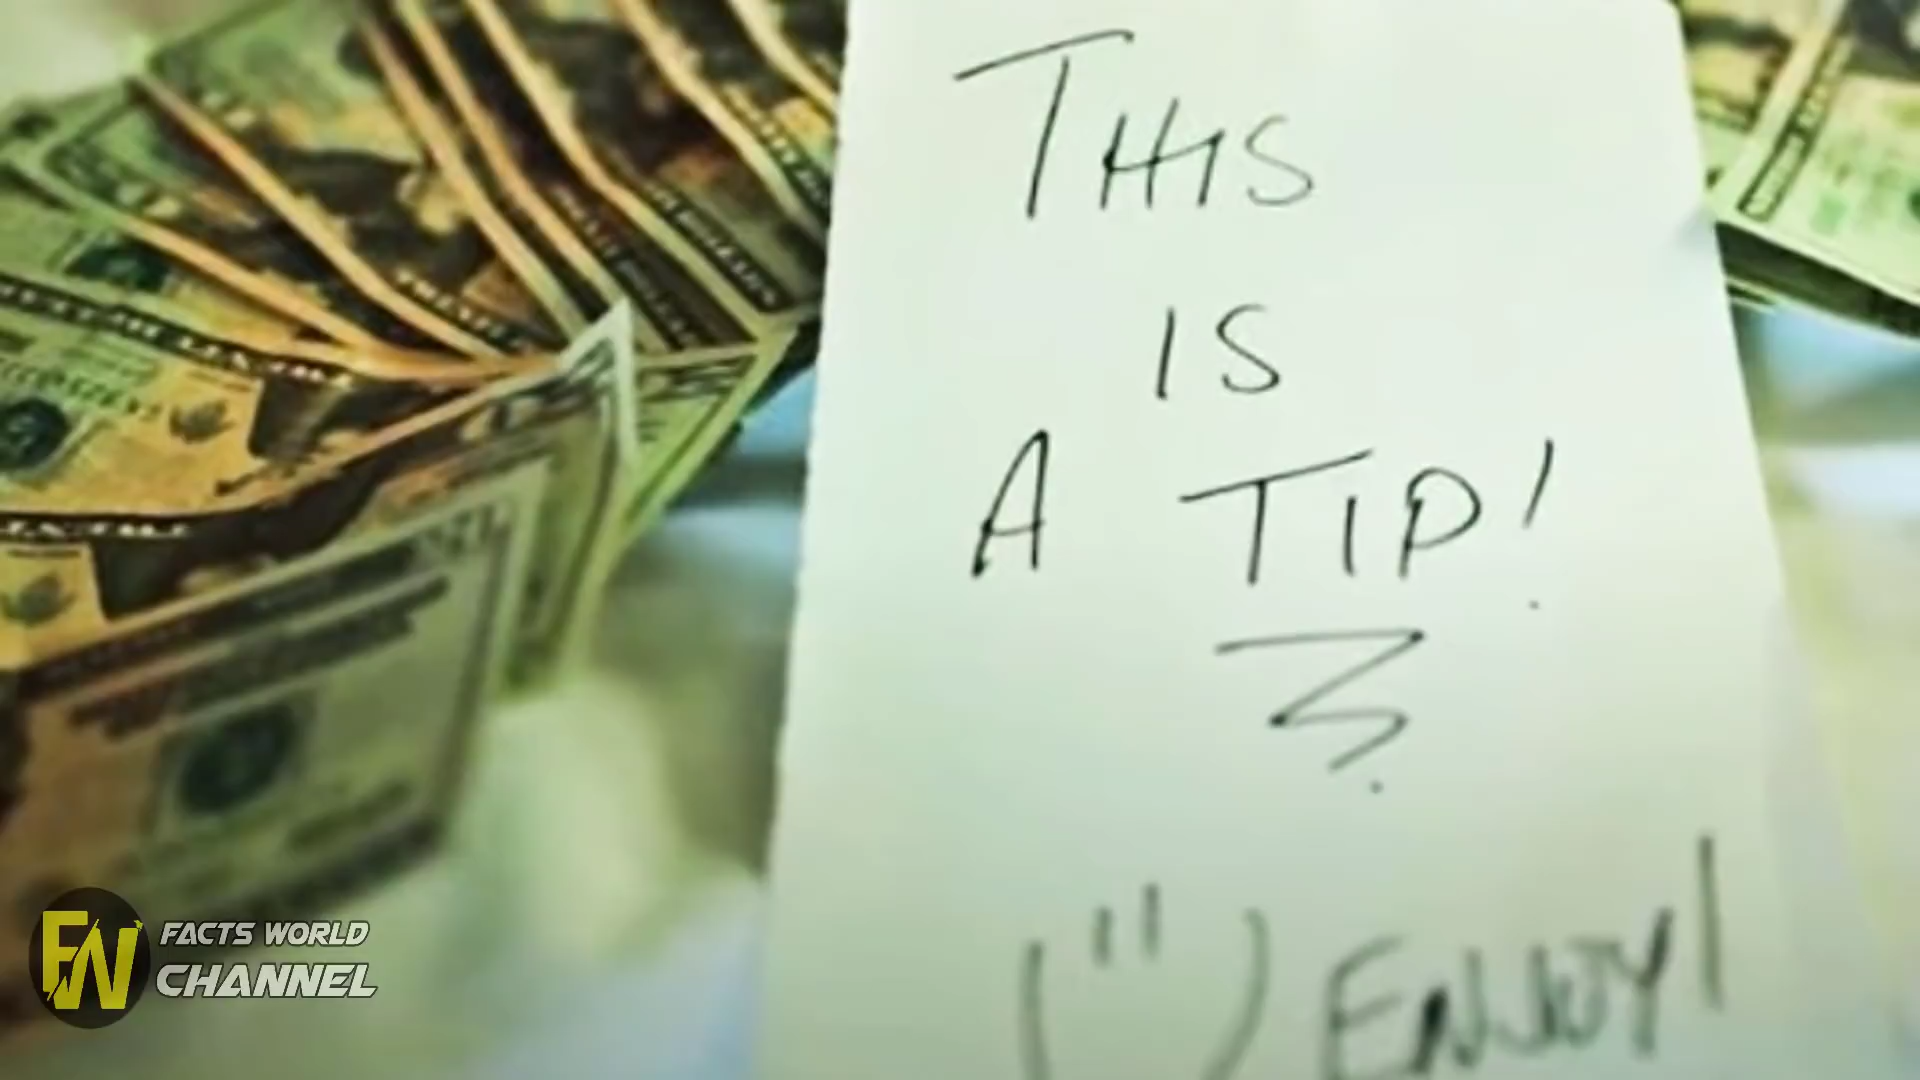 THIS
IS
A TIP!
ENJOY!
FACTS WORLD
CHANNEL